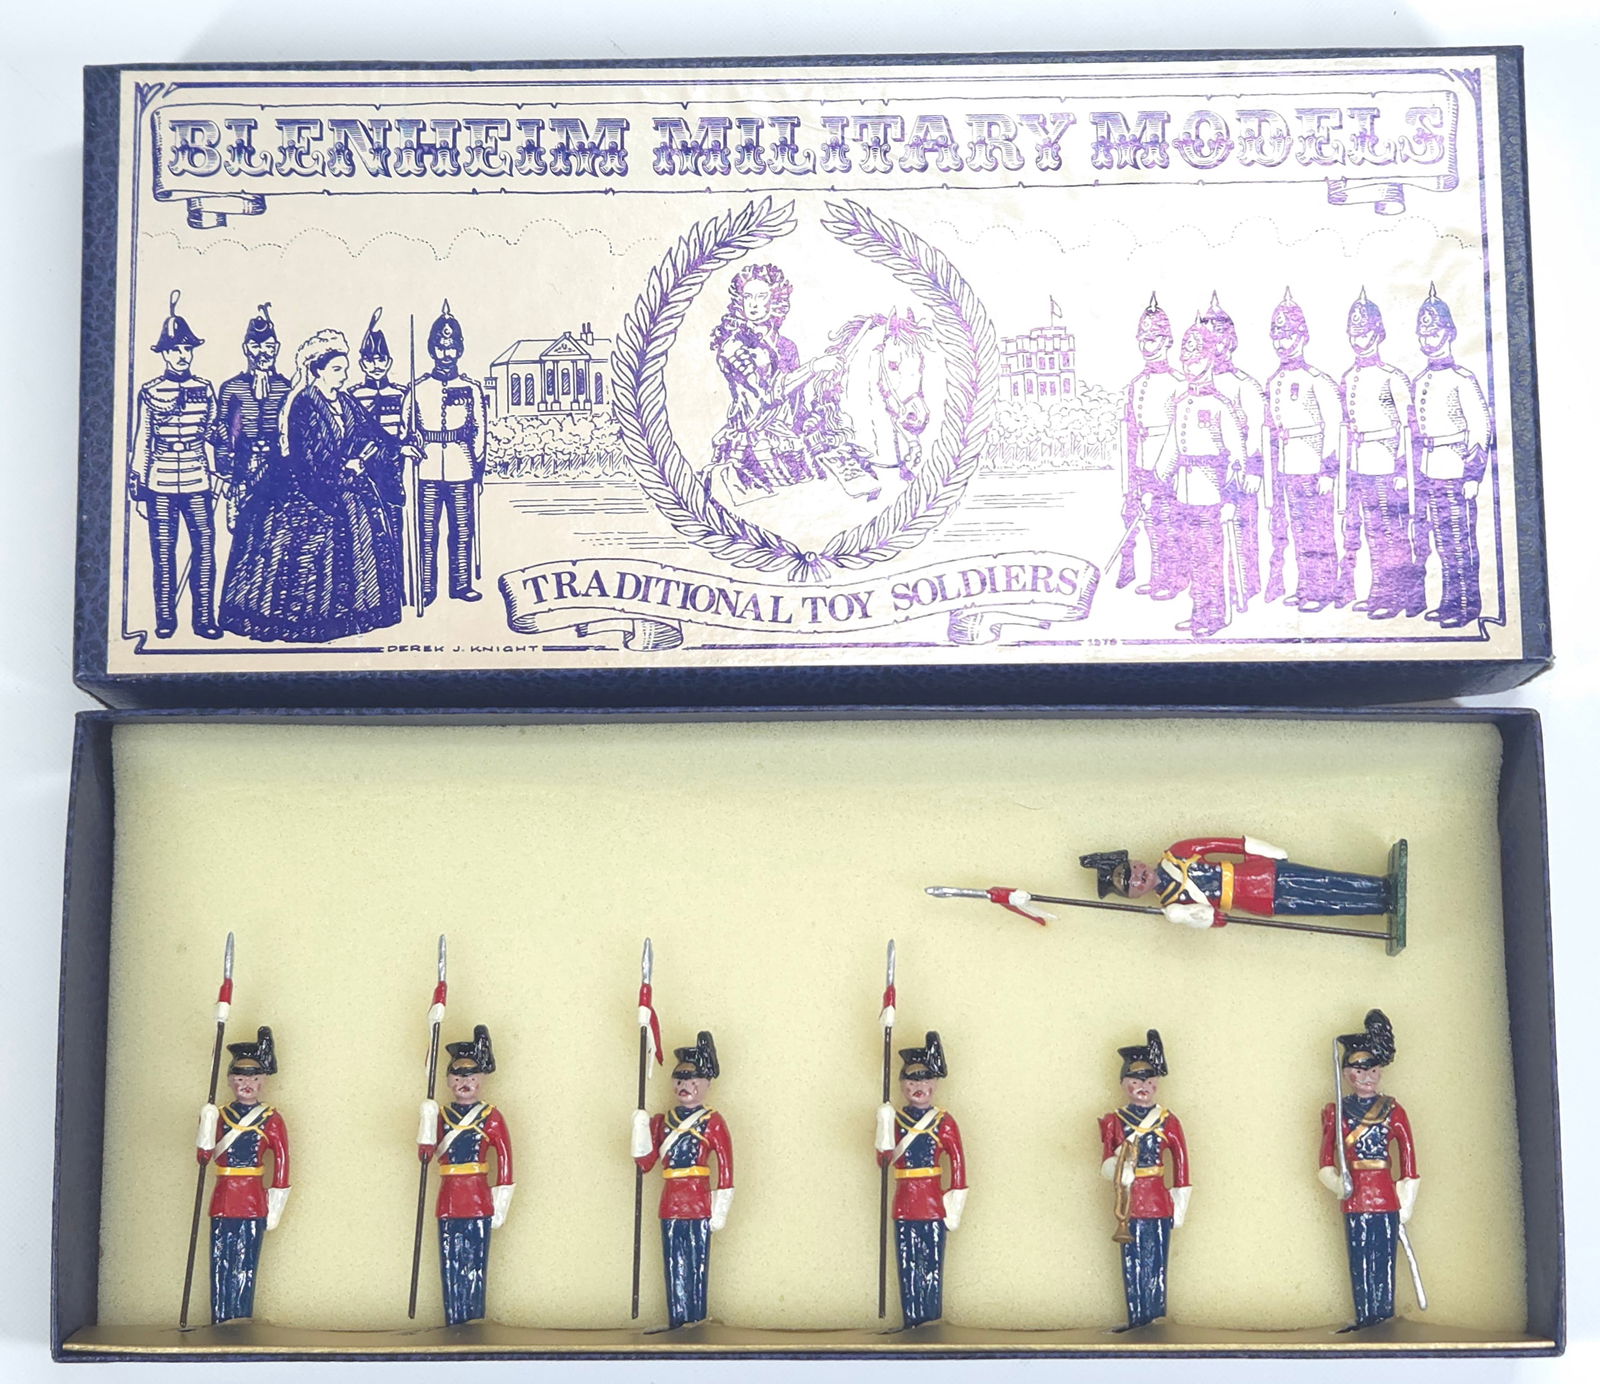 BLENHEIM MILITARY MODELS
TRADITIONAL TOY SOLDIERS
DEREK J. KNIGHT